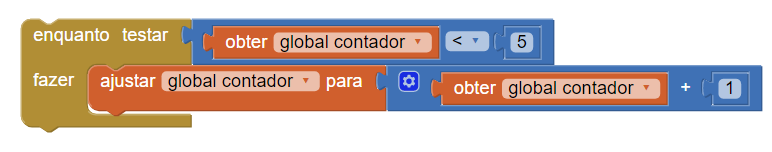 enquanto testar obter global contador < 5
fazer ajustar global contador para obter global contador + 1